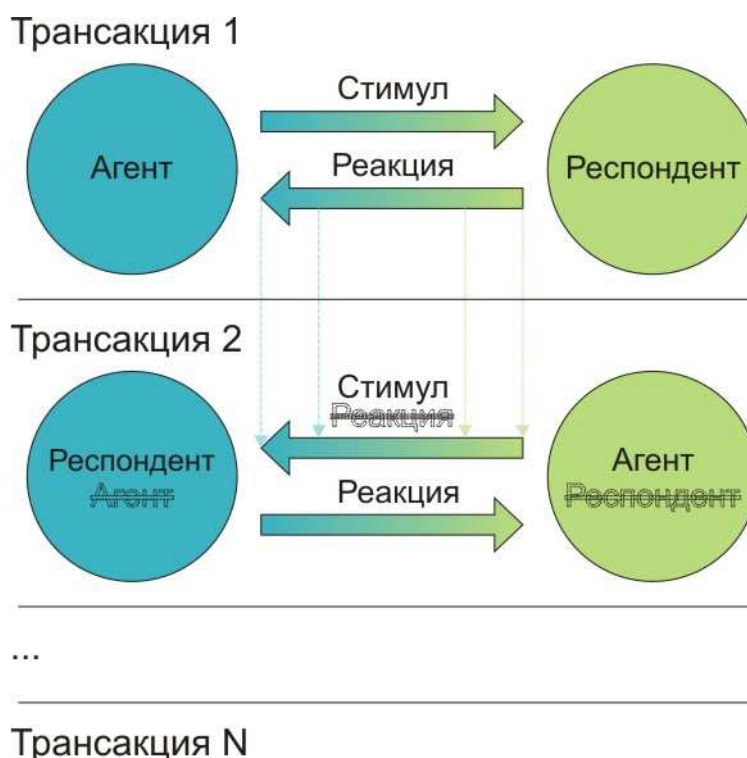 Трансакция 1
Стимул
Агент
Реакция
Респондент
Трансакция 2
Стимул
Реакция
Респондент
Агент
Агент
Респондент
Реакция
...
Трансакция N